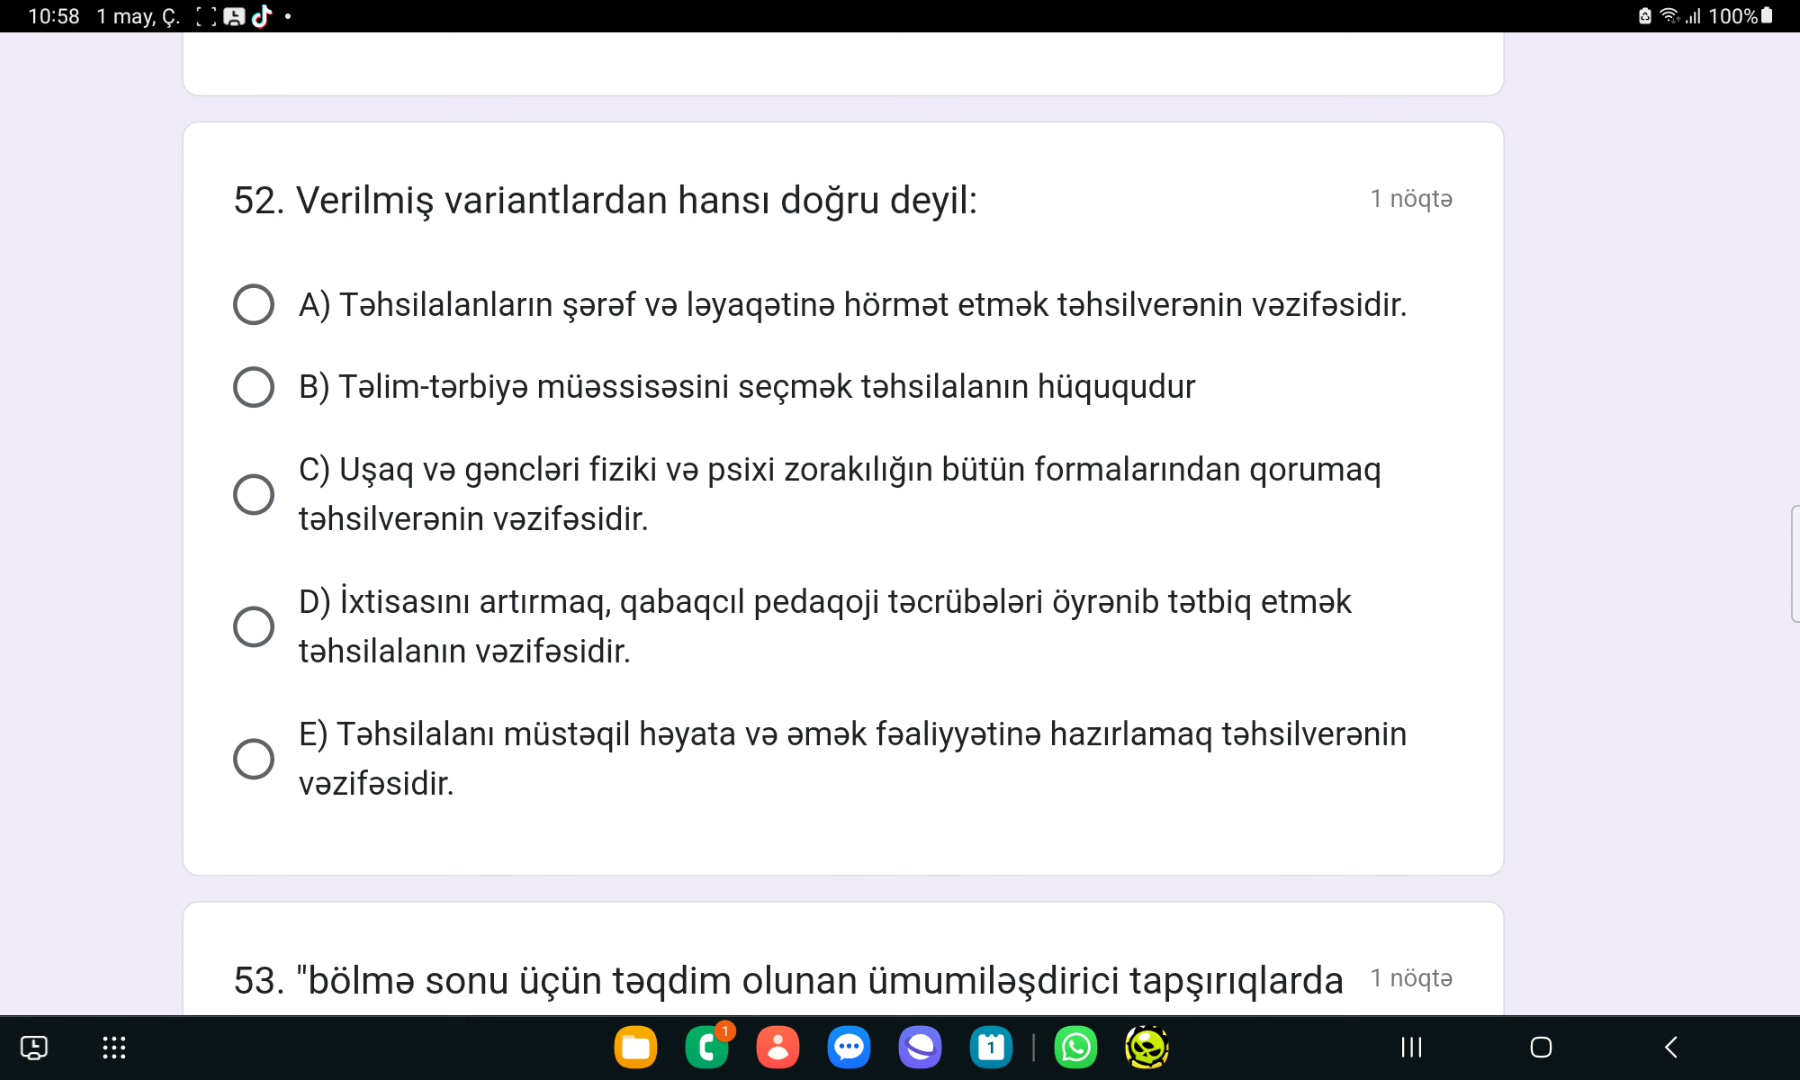 10:58 1 may, Ç.
100%
52. Verilmiş variantlardan hansı doğru deyil:
1 nöqtə
A) Təhsilalanların şərəf və ləyaqətinə hörmət etmək təhsilverənin vəzifəsidir.
B) Təlim-tərbiyə müəssisəsini seçmək təhsilalanın hüququdur
C) Uşaq və gəncləri fiziki və psixi zorakılığın bütün formalarından qorumaq
təhsilverənin vəzifəsidir.
D) İxtisasını artırmaq, qabaqcıl pedaqoji təcrübələri öyrənib tətbiq etmək
təhsilalanın vəzifəsidir.
E) Təhsilalanı müstəqil həyata və əmək fəaliyyətinə hazırlamaq təhsilverənin
vəzifəsidir.
53. "bölmə sonu üçün təqdim olunan ümumiləşdirici tapşırıqlarda
1 nöqtə
1
1